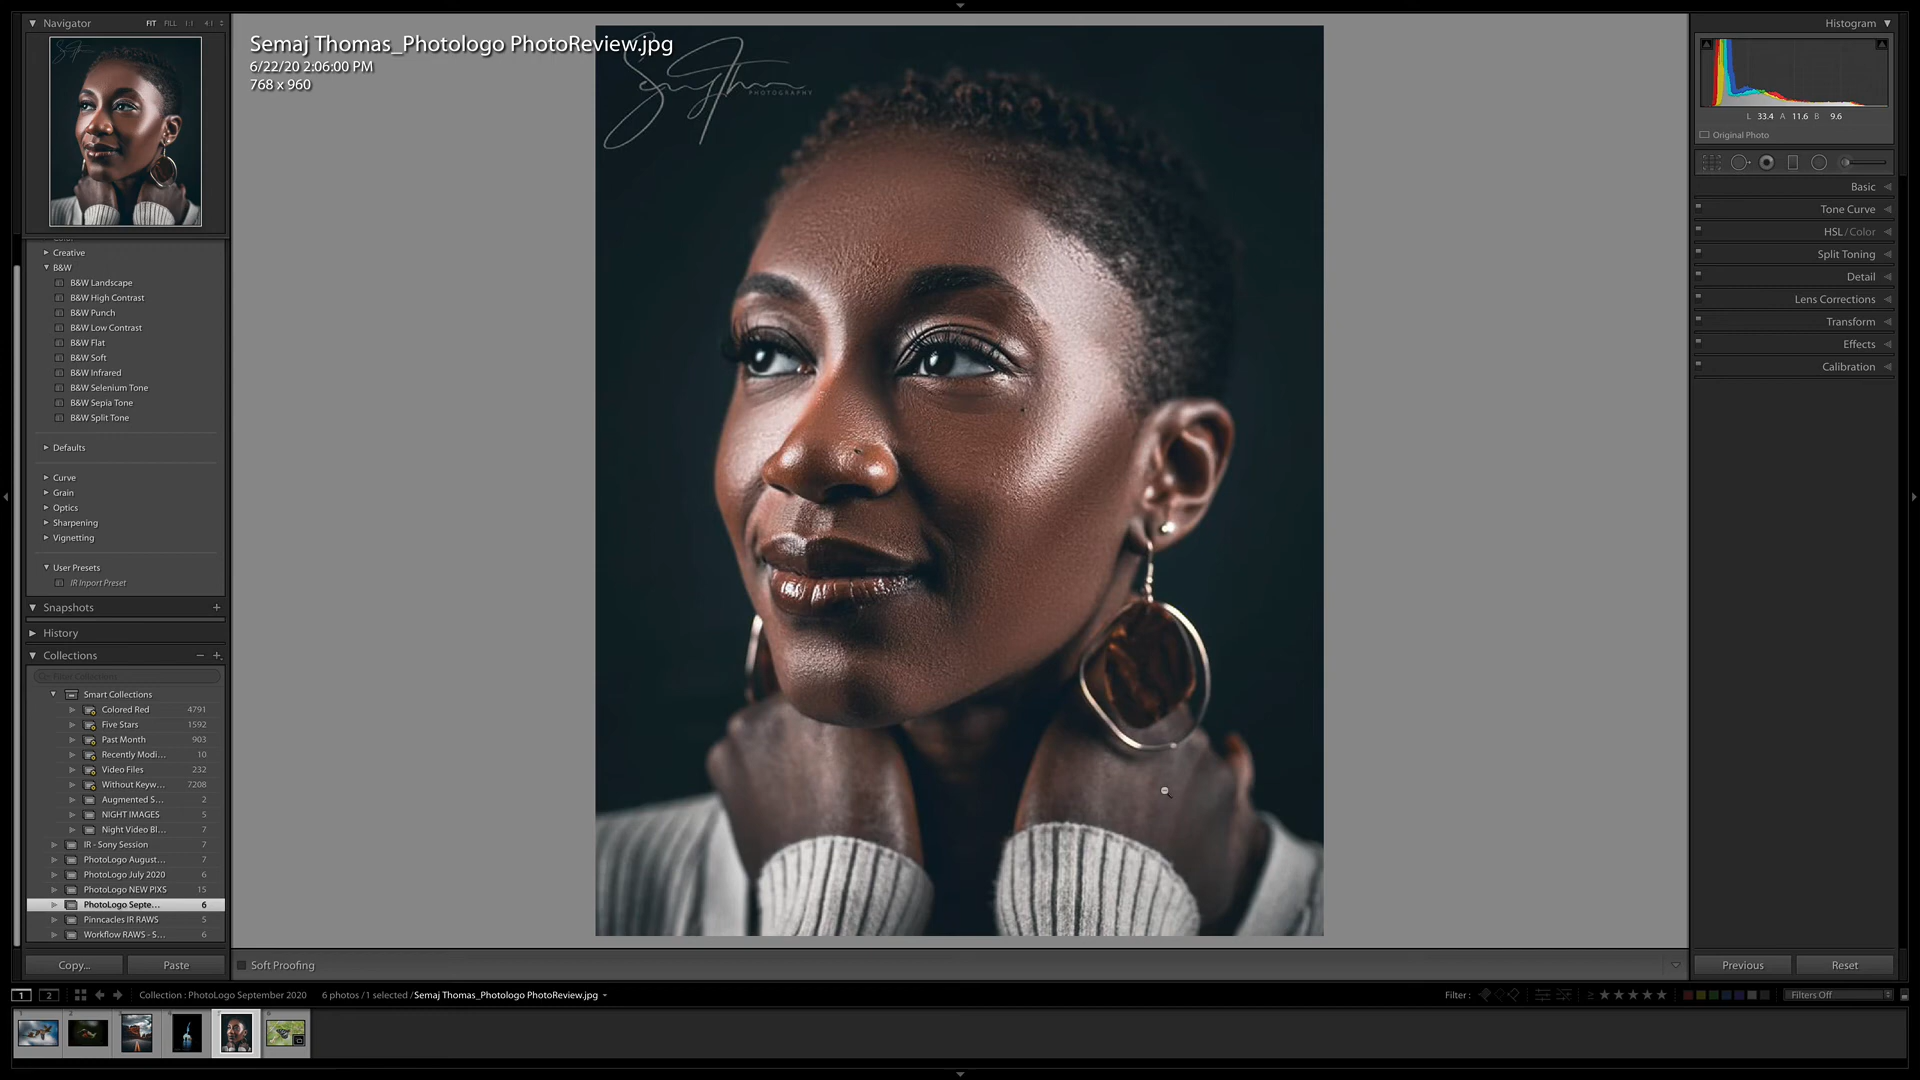 Navigator
FIT FILL 1:1 4:1
Creative
B&W
B&W Landscape
B&W High Contrast
B&W Punch
B&W Low Contrast
B&W Flat
B&W Soft
B&W Infrared
B&W Selenium Tone
B&W Sepia Tone
B&W Split Tone
Defaults
Curve
Grain
Optics
Sharpening
Vignetting
User Presets
IR Inport Preset
Snapshots
History
Collections
Filter Collections
Smart Collections
Colored Red 4791
Five Stars 1592
Past Month 903
Recently Modi... 10
Video Files 232
Without Keyw... 7208
Augmented S... 2
NIGHT IMAGES 4
Night Video Bl... 7
IR - Sony Session 7
PhotoLogo August... 7
PhotoLogo July 2020 6
PhotoLogo NEW PIXS 15
PhotoLogo Septe... 6
Pinncacles IR RAWS 5
Workflow RAWS - S... 6
Copy... Paste
Semaj Thomas_Photologo PhotoReview.jpg
6/22/20 2:06:00 PM
768 x 960
PHOTOGRAPHY
Soft Proofing
Histogram
L 33.4 A 11.6 B 9.6
Original Photo
Basic
Tone Curve
HSL / Color
Split Toning
Detail
Lens Corrections
Transform
Effects
Calibration
Previous Reset
1 2 Collection : PhotoLogo September 2020 6 photos / 1 selected / Semaj Thomas_Photologo PhotoReview.jpg
Filter : ≥ ★★★★★ Filters Off